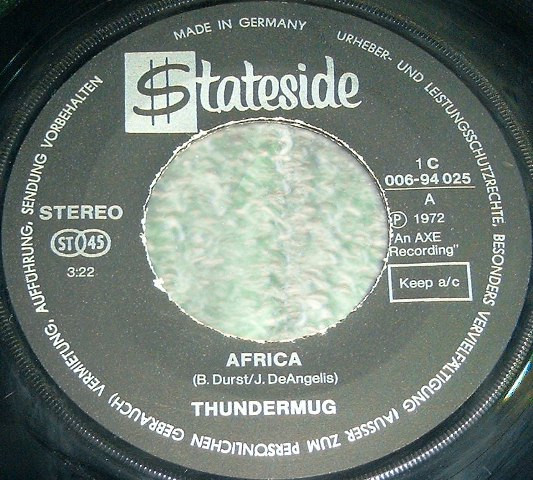 MADE IN GERMANY
URHEBER- UND LEISTUNGSSCHUTZRECHTE, BESONDERS VERVIELFÄLTIGUNG (AUSSER ZUM PERSÖNLICHEN GEBRAUCH) VERMIETUNG, AUFFÜHRUNG, SENDUNG VORBEHALTEN
$tateside
1 C
006-94 025
A
Ⓟ 1972
"An AXE
Recording"
Keep a/c
STEREO
ST 45
3:22
AFRICA
(B. Durst/J. DeAngelis)
THUNDERMUG